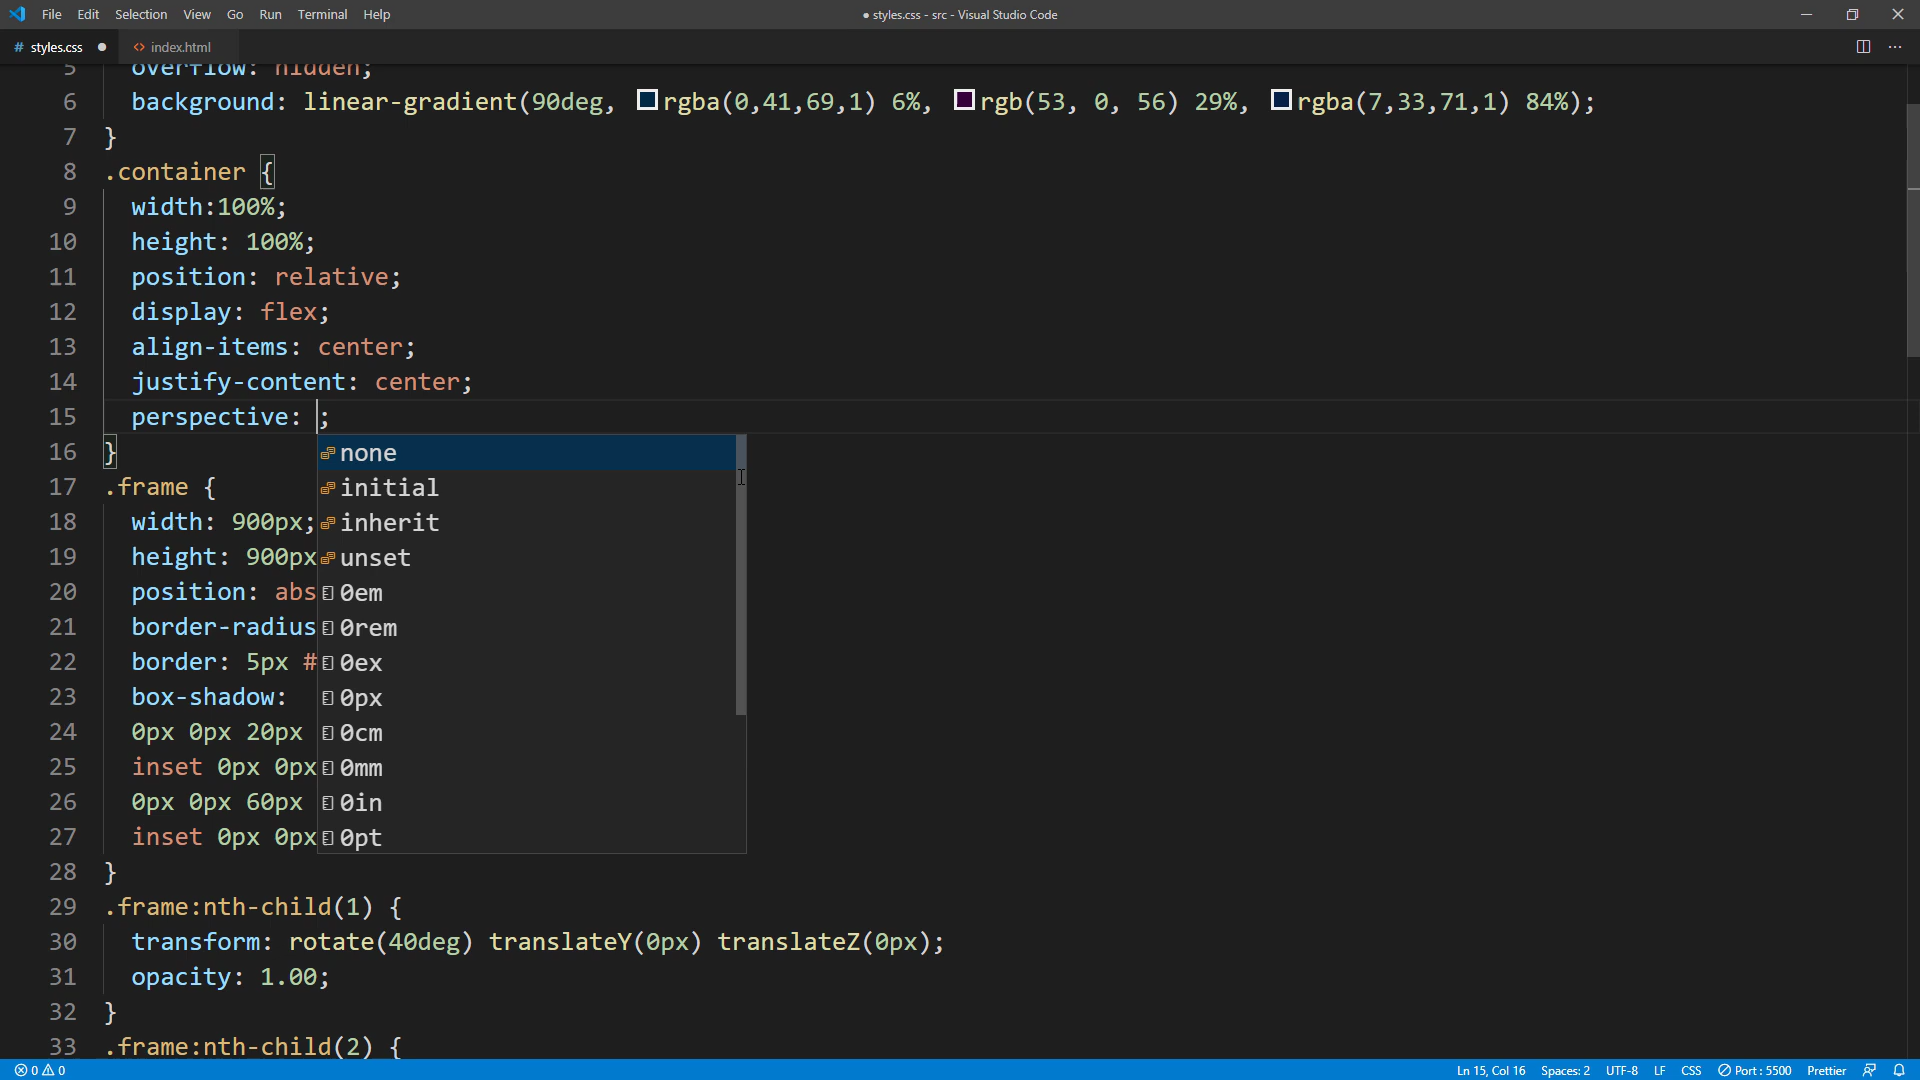 File Edit Selection View Go Run Terminal Help
● styles.css - src - Visual Studio Code
# styles.css ●
<> index.html
5 overflow: hidden;
6 background: linear-gradient(90deg, rgba(0,41,69,1) 6%, rgb(53, 0, 56) 29%, rgba(7,33,71,1) 84%);
7 }
8 .container {
9 width:100%;
10 height: 100%;
11 position: relative;
12 display: flex;
13 align-items: center;
14 justify-content: center;
15 perspective: ;
16 }
none
initial
inherit
unset
0em
0rem
0ex
0px
0cm
0mm
0in
0pt
17 .frame {
18 width: 900px;
19 height: 900px
20 position: abs
21 border-radius
22 border: 5px #
23 box-shadow:
24 0px 0px 20px
25 inset 0px 0px
26 0px 0px 60px
27 inset 0px 0px
28 }
29 .frame:nth-child(1) {
30 transform: rotate(40deg) translateY(0px) translateZ(0px);
31 opacity: 1.00;
32 }
33 .frame:nth-child(2) {
0 0
Ln 15, Col 16 Spaces: 2 UTF-8 LF CSS Port : 5500 Prettier